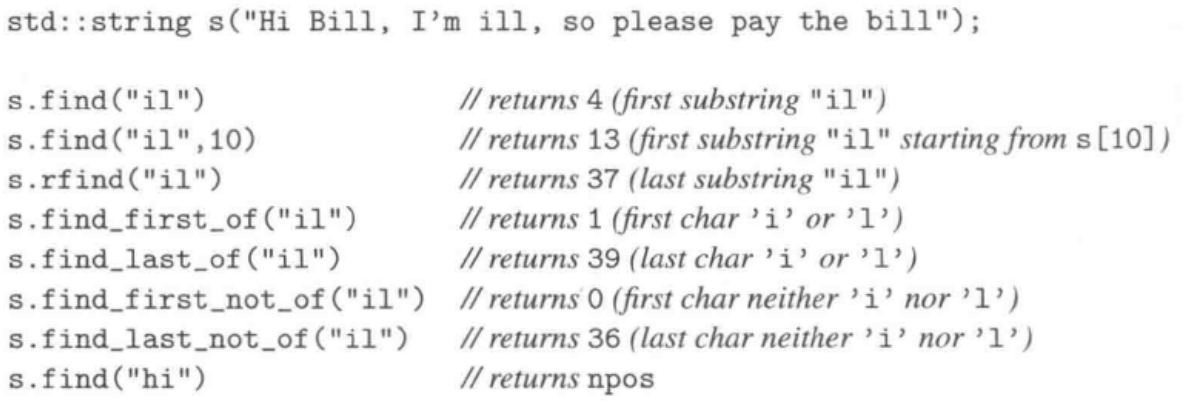 std::string s("Hi Bill, I’m ill, so please pay the bill");
s.find("il") // returns 4 (first substring "il")
s.find("il",10) // returns 13 (first substring "il" starting from s[10])
s.rfind("il") // returns 37 (last substring "il")
s.find_first_of("il") // returns 1 (first char ’i’ or ’l’)
s.find_last_of("il") // returns 39 (last char ’i’ or ’l’)
s.find_first_not_of("il") // returns 0 (first char neither ’i’ nor ’l’)
s.find_last_not_of("il") // returns 36 (last char neither ’i’ nor ’l’)
s.find("hi") // returns npos